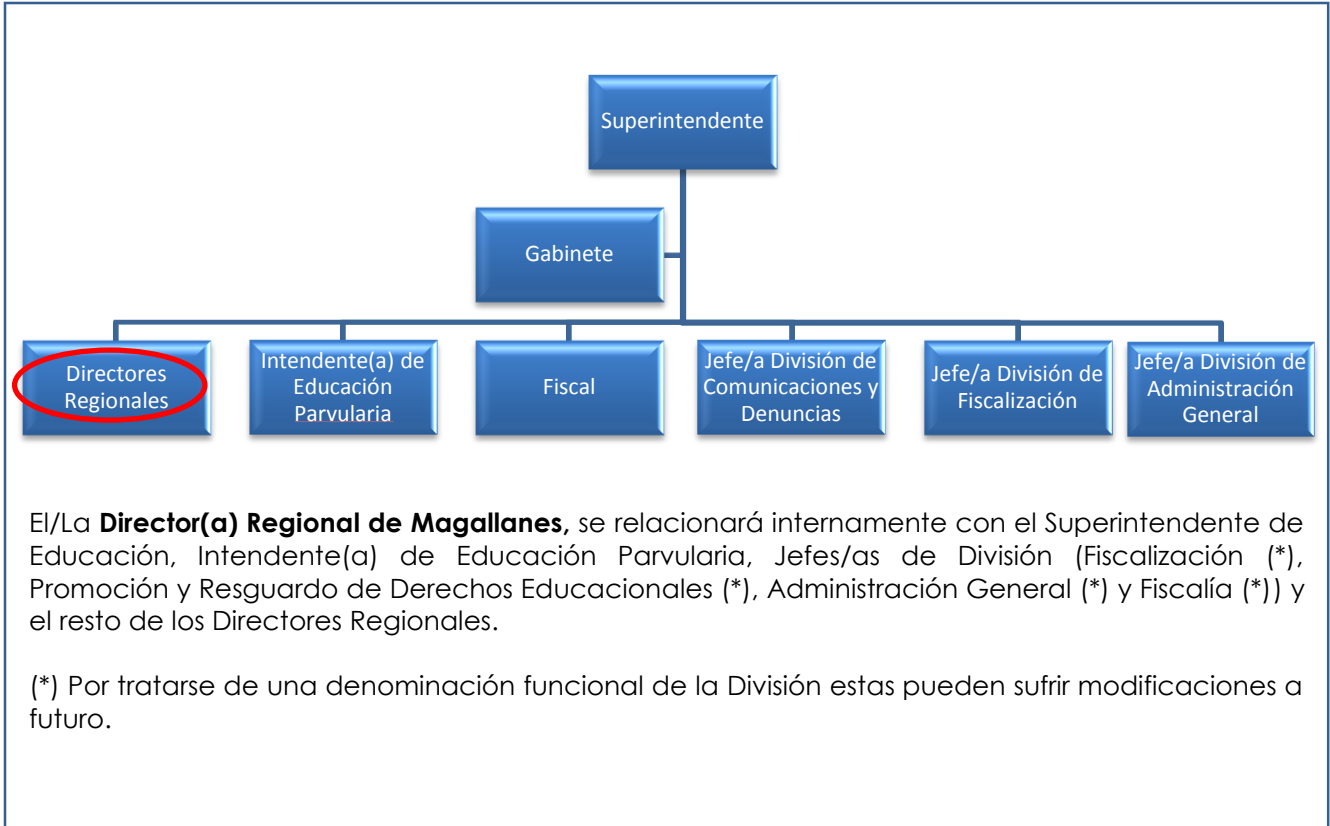 Superintendente
Gabinete
Directores
Regionales
Intendente(a) de
Educación
Parvularia
Fiscal
Jefe/a División de
Comunicaciones y
Denuncias
Jefe/a División de
Fiscalización
Jefe/a División de
Administración
General
El/La Director(a) Regional de Magallanes, se relacionará internamente con el Superintendente de
Educación, Intendente(a) de Educación Parvularia, Jefes/as de División (Fiscalización (*),
Promoción y Resguardo de Derechos Educacionales (*), Administración General (*) y Fiscalía (*)) y
el resto de los Directores Regionales.
(*) Por tratarse de una denominación funcional de la División estas pueden sufrir modificaciones a
futuro.